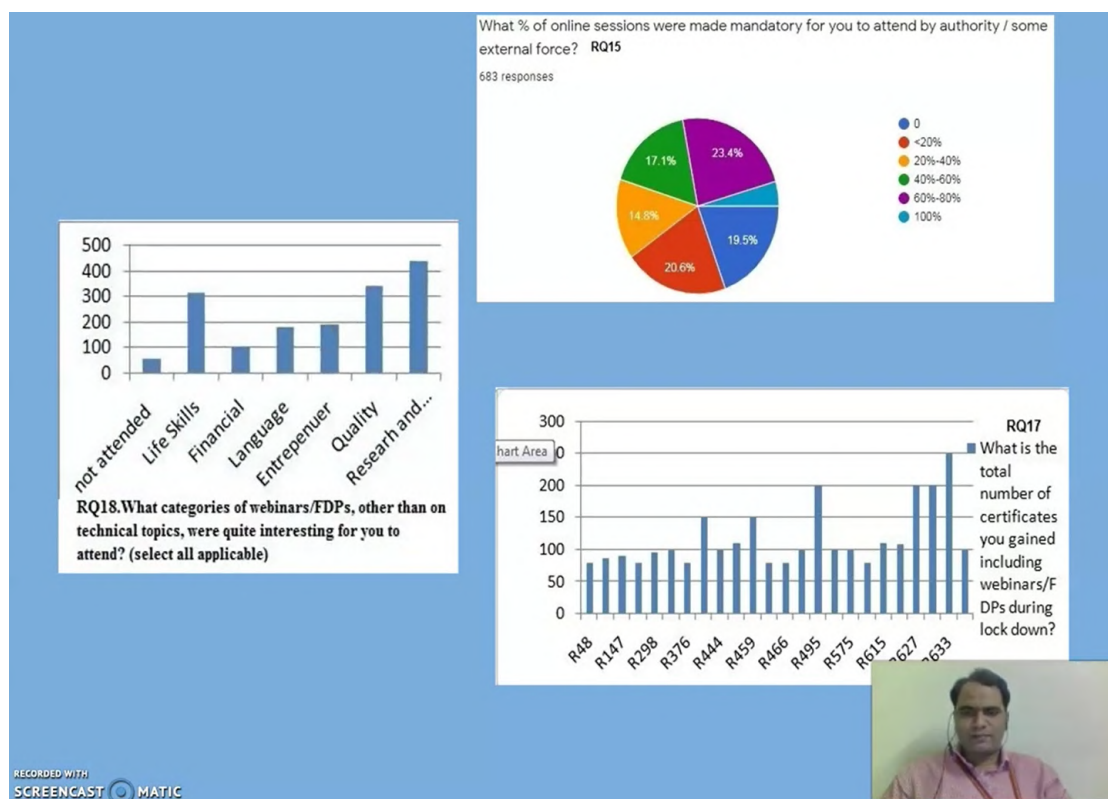 What % of online sessions were made mandatory for you to attend by authority / some
external force? RQ15
683 responses
17.1%
23.4%
14.8%
19.5%
20.6%
0
<20%
20%-40%
40%-60%
60%-80%
100%
500
400
300
200
100
0
not attended
Life Skills
Financial
Language
Entrepenuer
Quality
Researh and...
RQ18.What categories of webinars/FDPs, other than on
technical topics, were quite interesting for you to
attend? (select all applicable)
300
hart Area 0
200
150
100
50
0
R48
R147
R298
R376
R444
R459
R466
R495
R575
R615
R627
R633
RQ17
What is the
total
number of
certificates
you gained
including
webinars/F
DPs during
lock down?
RECORDED WITH
SCREENCAST MATIC